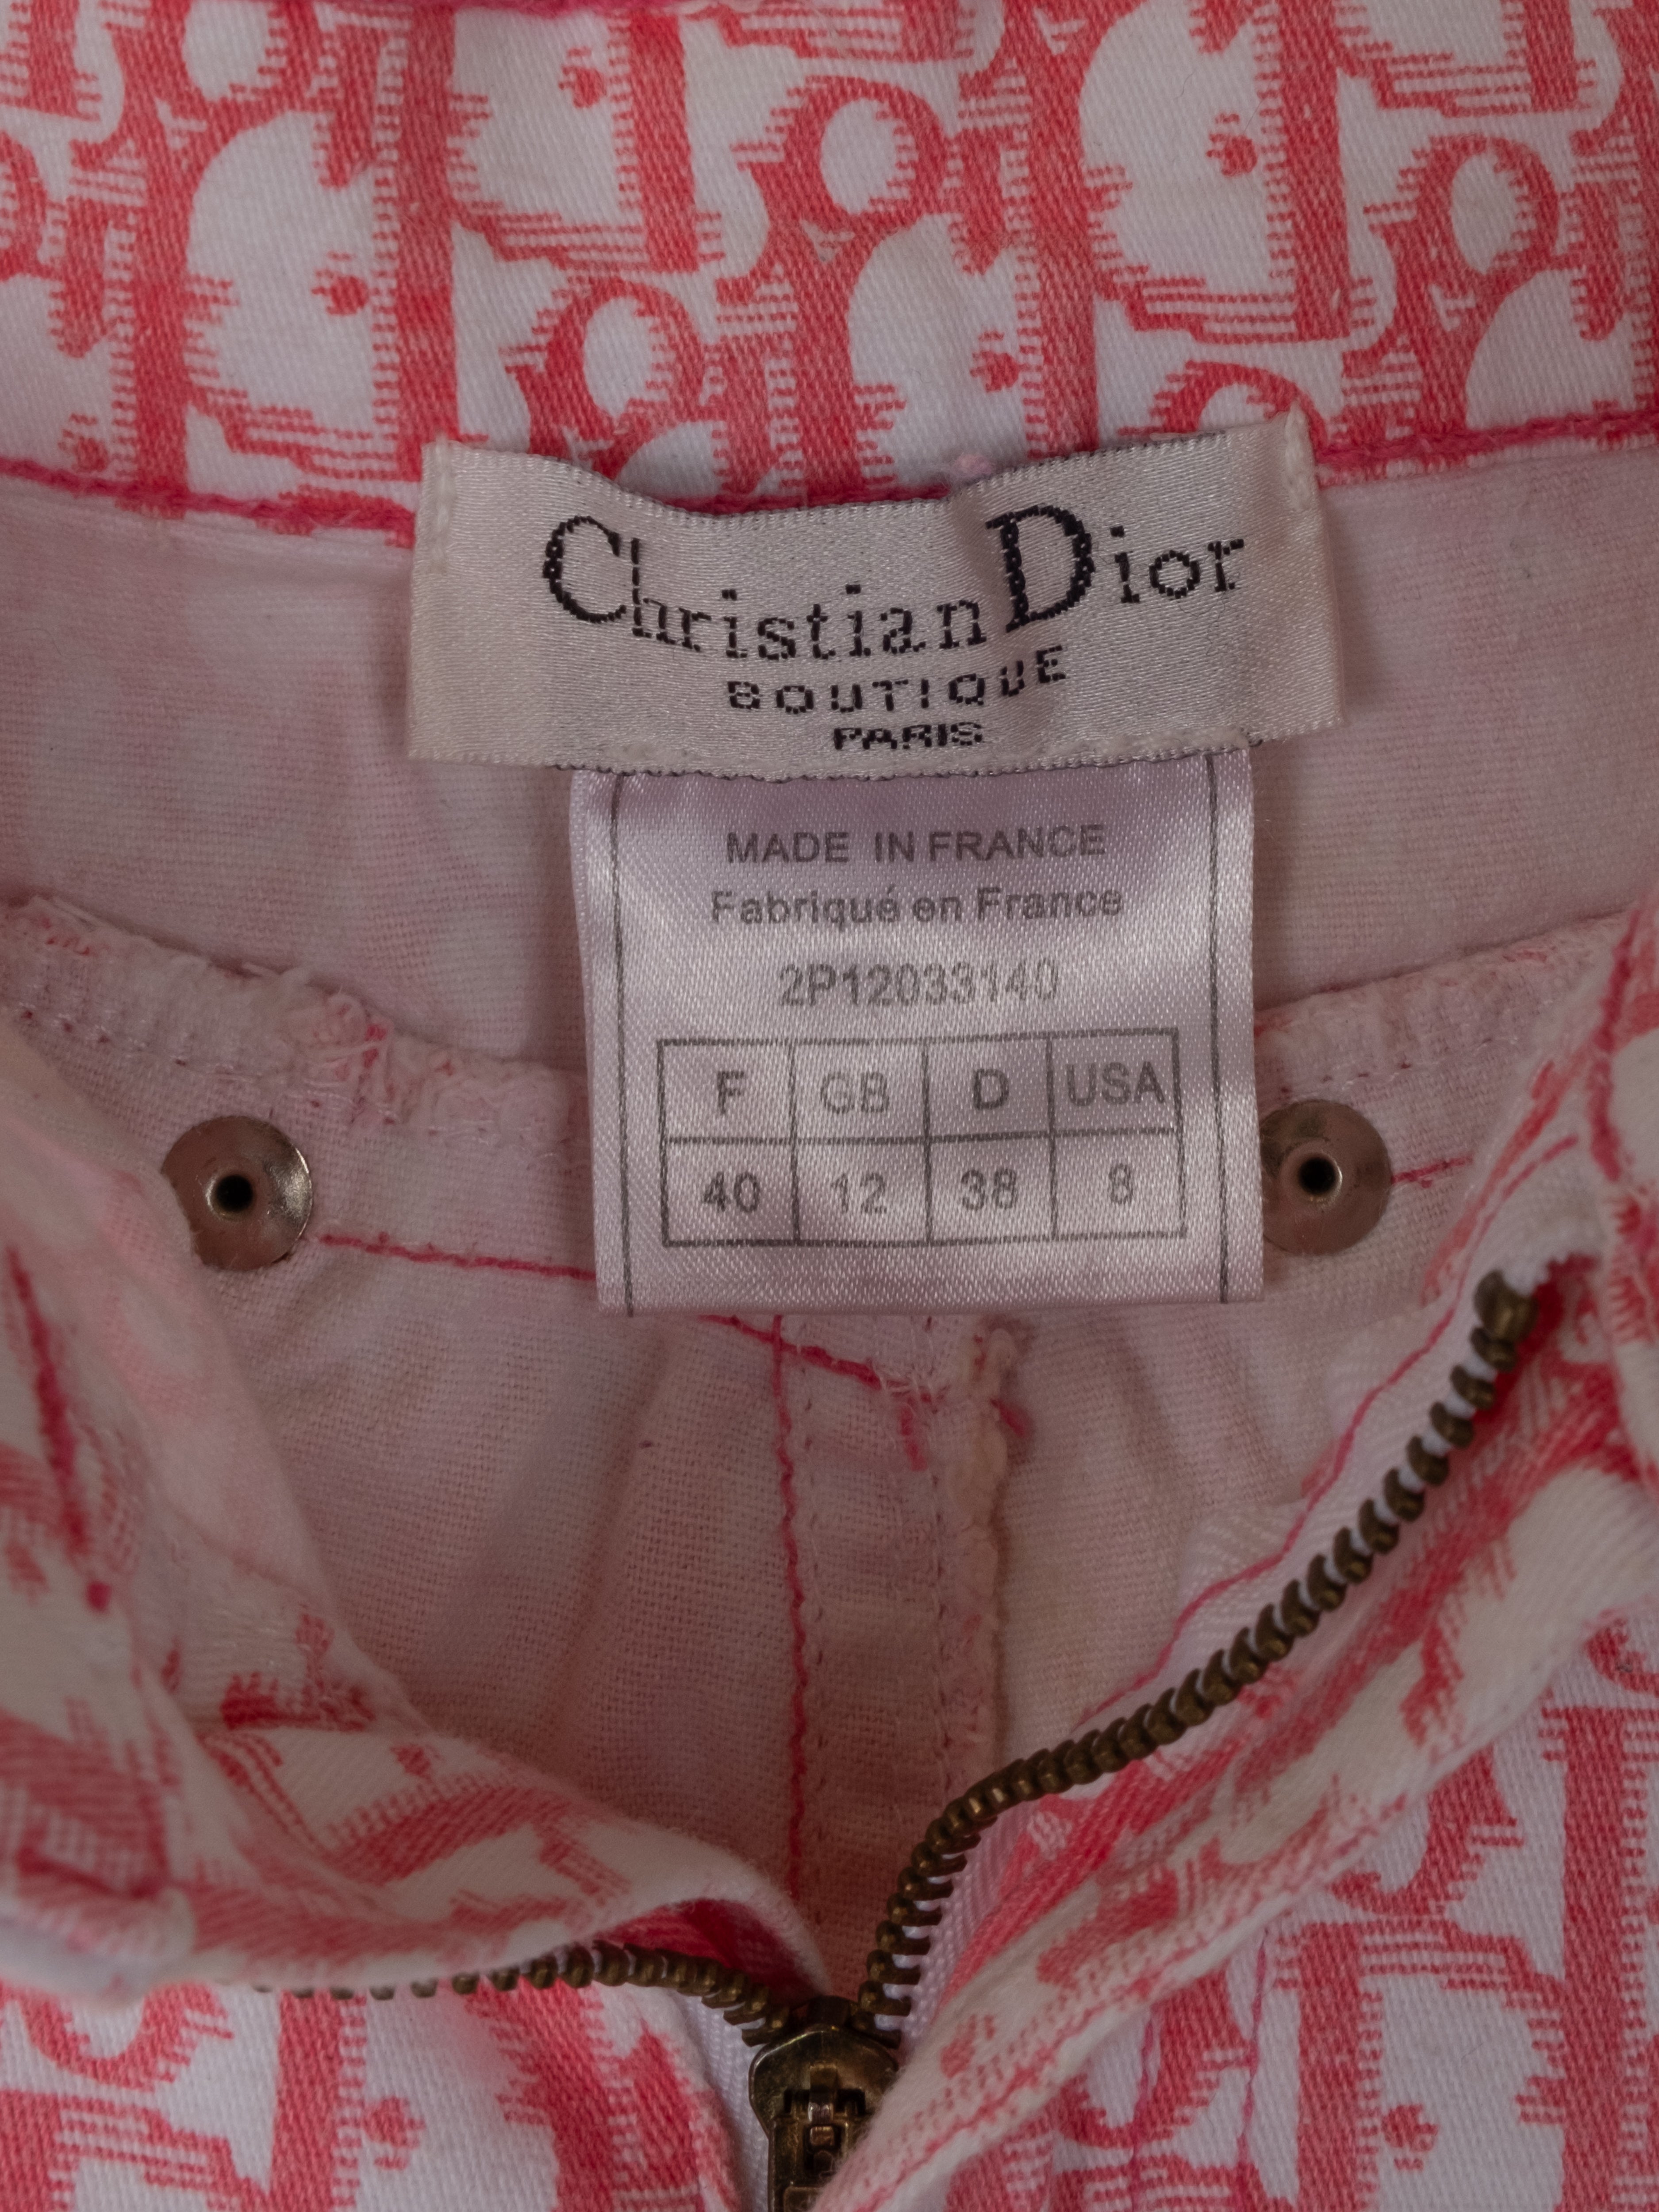 Christian Dior
BOUTIQUE
PARIS
MADE IN FRANCE
Fabriqué en France
2P12033140
F GB D USA
40 12 38 8